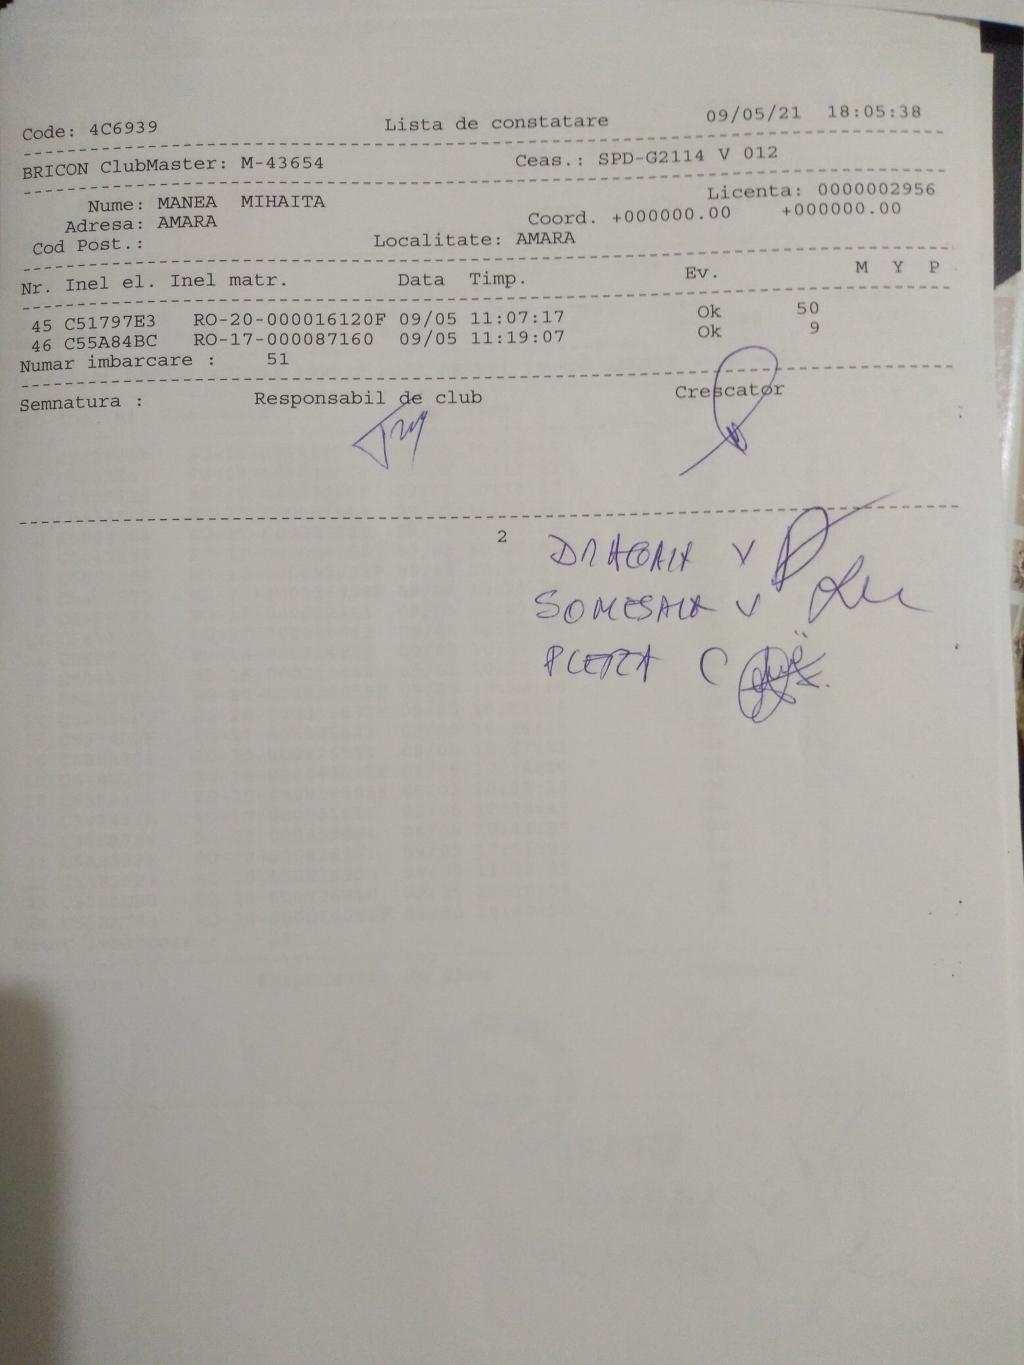 Code: 4C6939 Lista de constatare 09/05/21 18:05:38
BRICON ClubMaster: M-43654 Ceas.: SPD-G2114 V 012
Nume: MANEA MIHAITA Licenta: 0000002956
Adresa: AMARA Coord. +000000.00 +000000.00
Cod Post.: Localitate: AMARA
Nr. Inel el. Inel matr. Data Timp. Ev. M Y P
45 C51797E3 RO-20-000016120F 09/05 11:07:17 Ok 50
46 C55A84BC RO-17-000087160 09/05 11:19:07 Ok 9
Numar imbarcare : 51
Semnatura : Responsabil de club Crescator
2
V
V
C